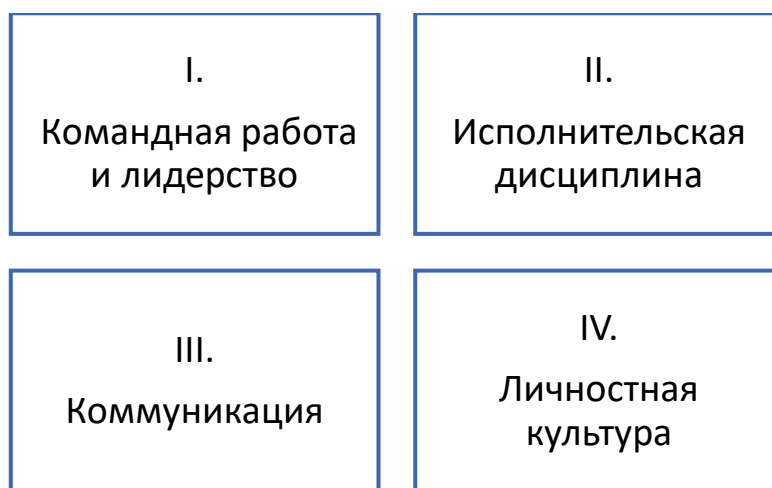 I.
Командная работа
и лидерство
II.
Исполнительская
дисциплина
III.
Коммуникация
IV.
Личностная
культура